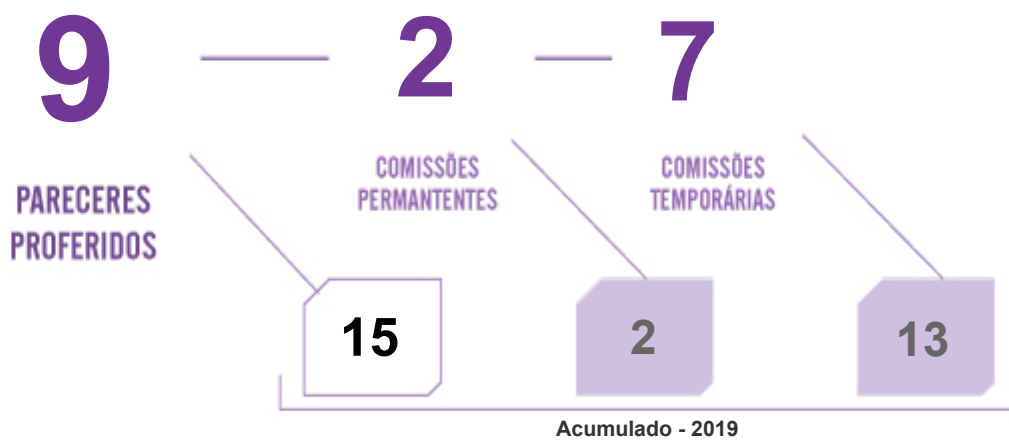 9
2
7
PARECERES
PROFERIDOS
COMISSÕES
PERMANTENTES
COMISSÕES
TEMPORÁRIAS
15
2
13
Acumulado - 2019